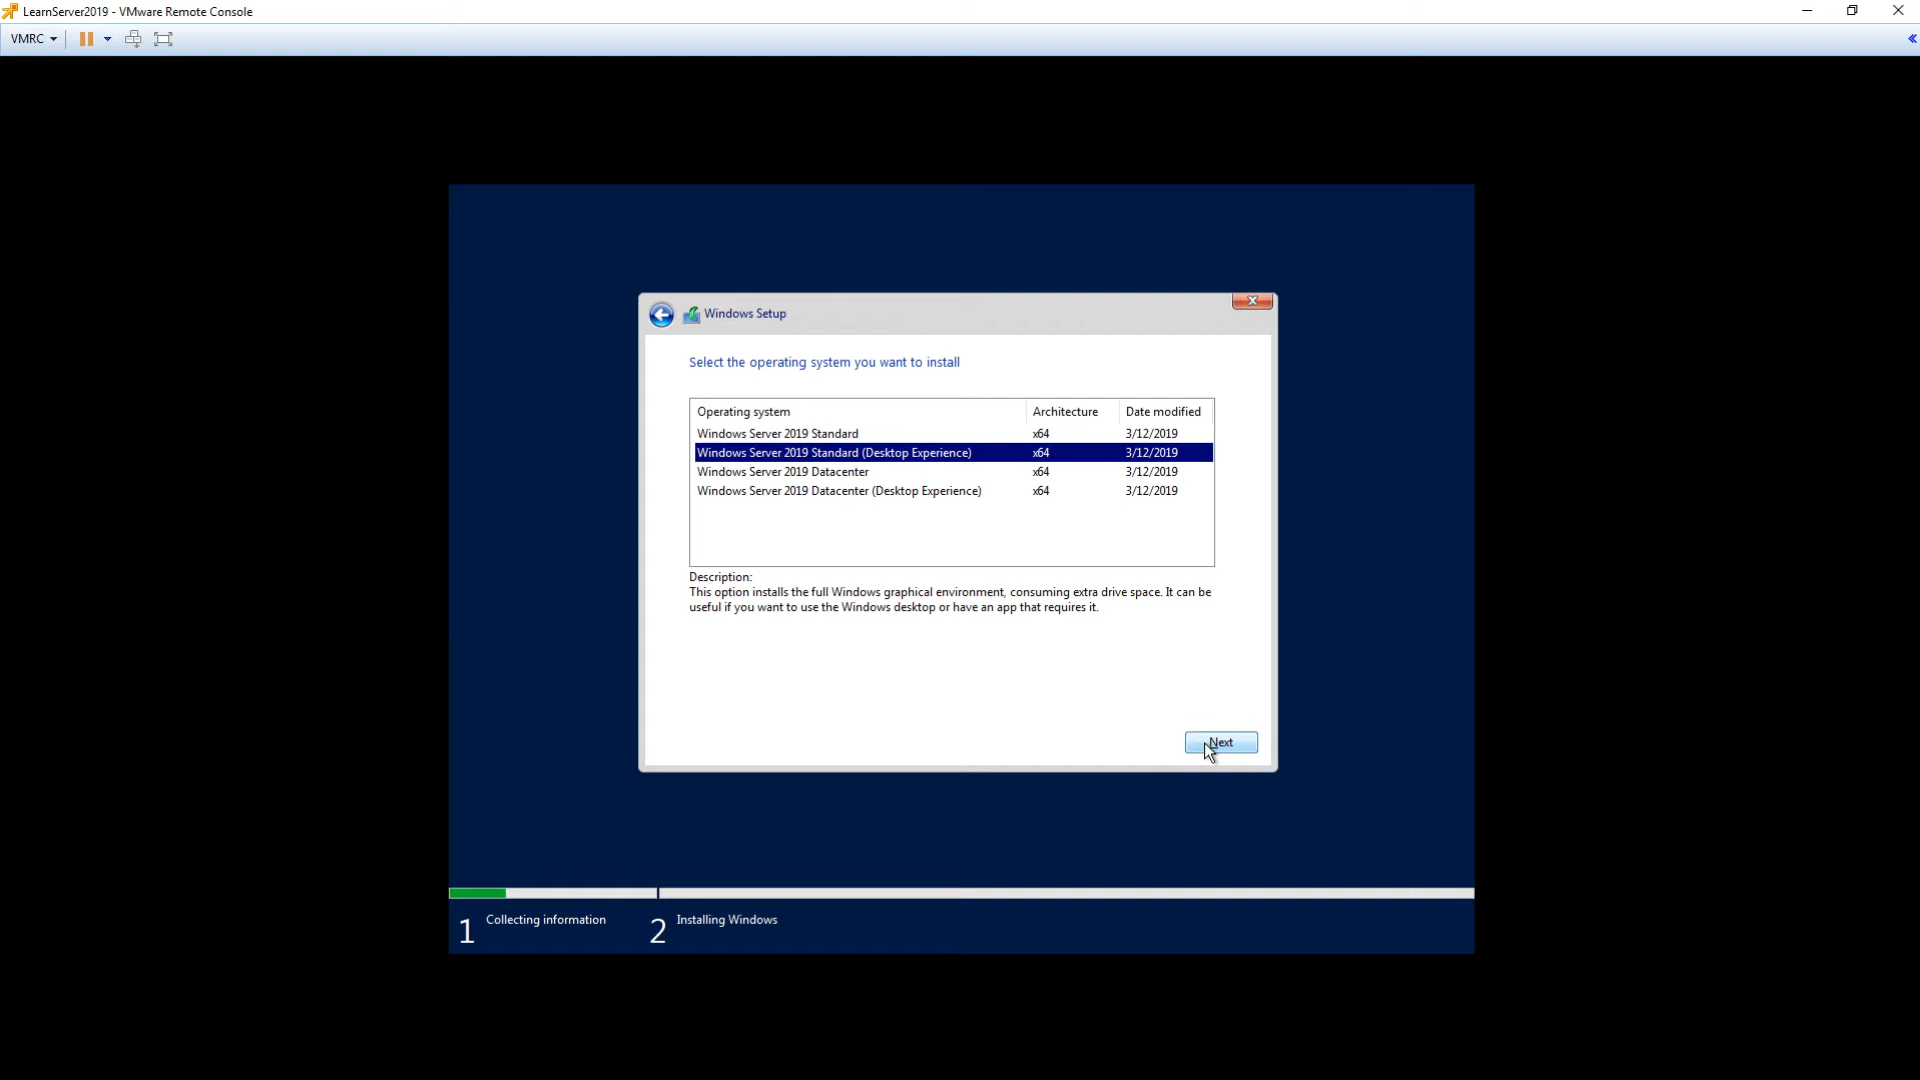 LearnServer2019 - VMware Remote Console
VMRC
Windows Setup
Select the operating system you want to install
Operating system Architecture Date modified
Windows Server 2019 Standard x64 3/12/2019
Windows Server 2019 Standard (Desktop Experience) x64 3/12/2019
Windows Server 2019 Datacenter x64 3/12/2019
Windows Server 2019 Datacenter (Desktop Experience) x64 3/12/2019
Description:
This option installs the full Windows graphical environment, consuming extra drive space. It can be
useful if you want to use the Windows desktop or have an app that requires it.
Next
1 Collecting information 2 Installing Windows